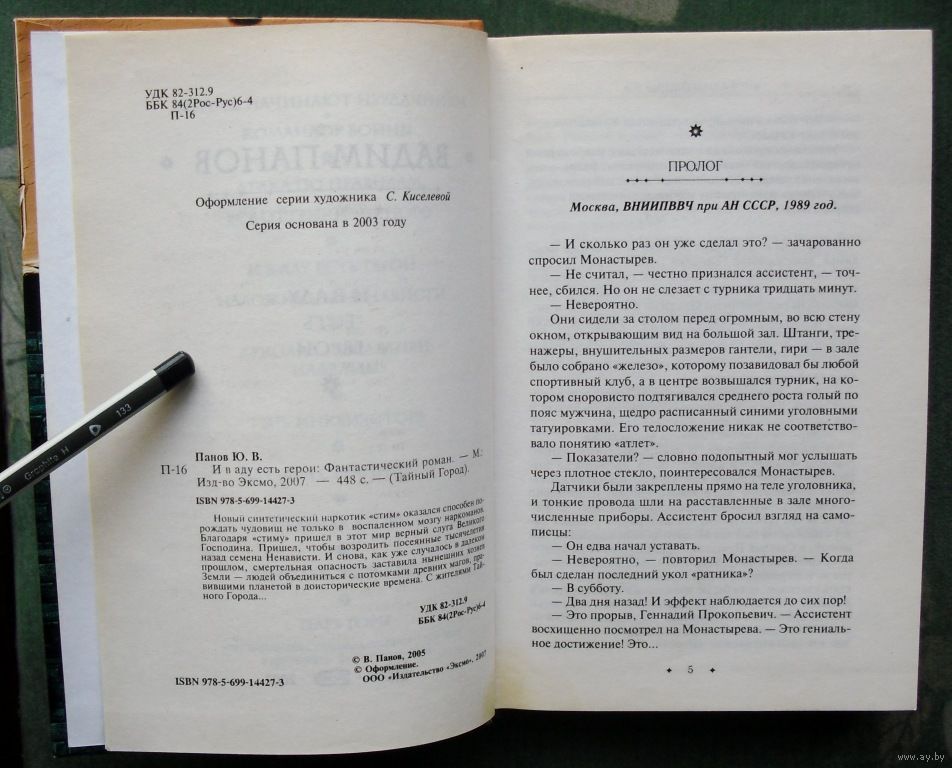 УДК 82-312.9
ББК 84(2Рос-Рус)6-4
П-16
Оформление серии художника С. Киселевой
Серия основана в 2003 году
Панов Ю. В.
П-16 И в аду есть герои: Фантастический роман. — М.:
Изд-во Эксмо, 2007 — 448 с. — (Тайный Город).
ISBN 978-5-699-14427-3
Новый синтетический наркотик «стим» оказался способен по-
рождать чудовищ не только в воспаленном мозгу наркоманов.
Благодаря «стиму» пришел в этот мир верный слуга Великого
Господина. Пришел, чтобы возродить посеянные тысячелетия
назад семена Ненависти. И снова, как уже случалось в далеком
прошлом, смертельная опасность заставила нынешних хозяев
Земли — людей объединиться с потомками древних магов, пра-
вившими планетой в доисторические времена. С жителями Тай-
ного Города...
УДК 82-312.9
ББК 84(2Рос-Рус)6-4
© В. Панов, 2005
© Оформление.
ООО «Издательство «Эксмо», 2007
ISBN 978-5-699-14427-3
ПРОЛОГ
Москва, ВНИИПВВЧ при АН СССР, 1989 год.
— И сколько раз он уже сделал это? — зачарованно
спросил Монастырев.
— Не считал, — честно признался ассистент, — точ-
нее, сбился. Но он не слезает с турника тридцать минут.
— Невероятно.
Они сидели за столом перед огромным, во всю стену
окном, открывающим вид на большой зал. Штанги, тре-
нажеры, внушительных размеров гантели, гири — в зале
было собрано «железо», которому позавидовал бы любой
спортивный клуб, а в центре возвышался турник, на ко-
тором сноровисто подтягивался среднего роста голый по
пояс мужчина, щедро расписанный синими уголовными
татуировками. Его телосложение никак не соответство-
вало понятию «атлет».
— Показатели? — словно подопытный мог услышать
через плотное стекло, поинтересовался Монастырев.
Датчики были закреплены прямо на теле уголовника,
и тонкие провода шли на расставленные в зале много-
численные приборы. Ассистент бросил взгляд на само-
писцы:
— Он едва начал уставать.
— Невероятно, — повторил Монастырев. — Когда
был сделан последний укол «ратника»?
— В субботу.
— Два дня назад! И эффект наблюдается до сих пор!
— Это прорыв, Геннадий Прокопьевич. — Ассистент
восхищенно посмотрел на Монастырева. — Это гениаль-
ное достижение! Это...
5
Graphite H 133
www.ay.by